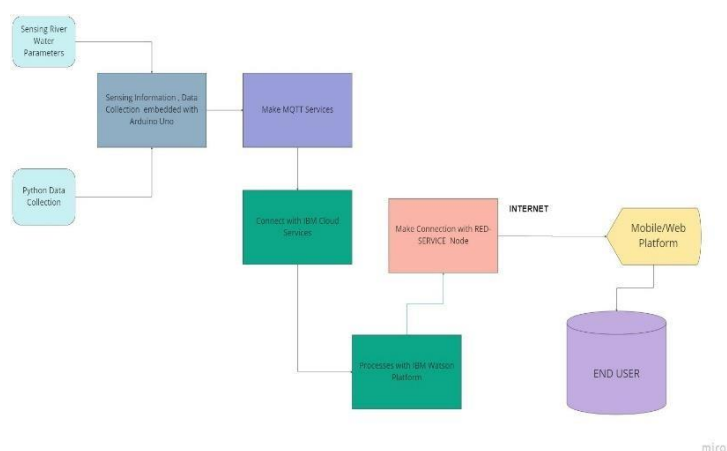 Sensing River
Water
Parameters
Sensing Information , Data
Collection embedded with
Arduino Uno
Make MQTT Services
Python Data
Collection
Connect with IBM Cloud
Services
Make Connection with RED-
SERVICE Node
INTERNET
Mobile/Web
Platform
Processes with IBM Watson
Platform
END USER
miro